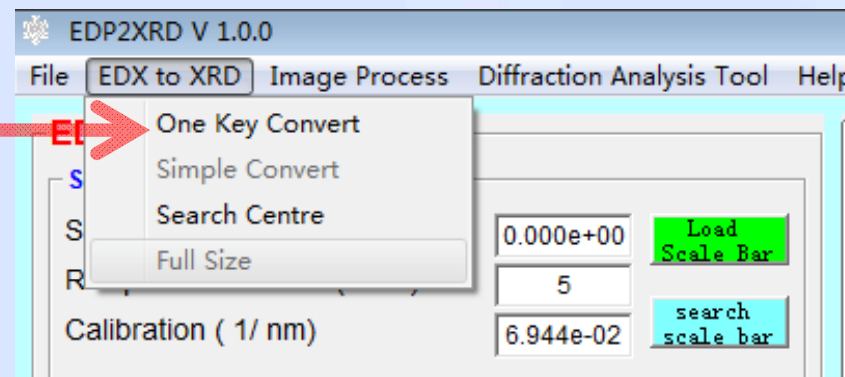 EDP2XRD V 1.0.0
File EDX to XRD Image Process Diffraction Analysis Tool Help
One Key Convert
Simple Convert
Search Centre
Full Size
0.000e+00 Load Scale Bar
5
Calibration ( 1/ nm) 6.944e-02 search scale bar